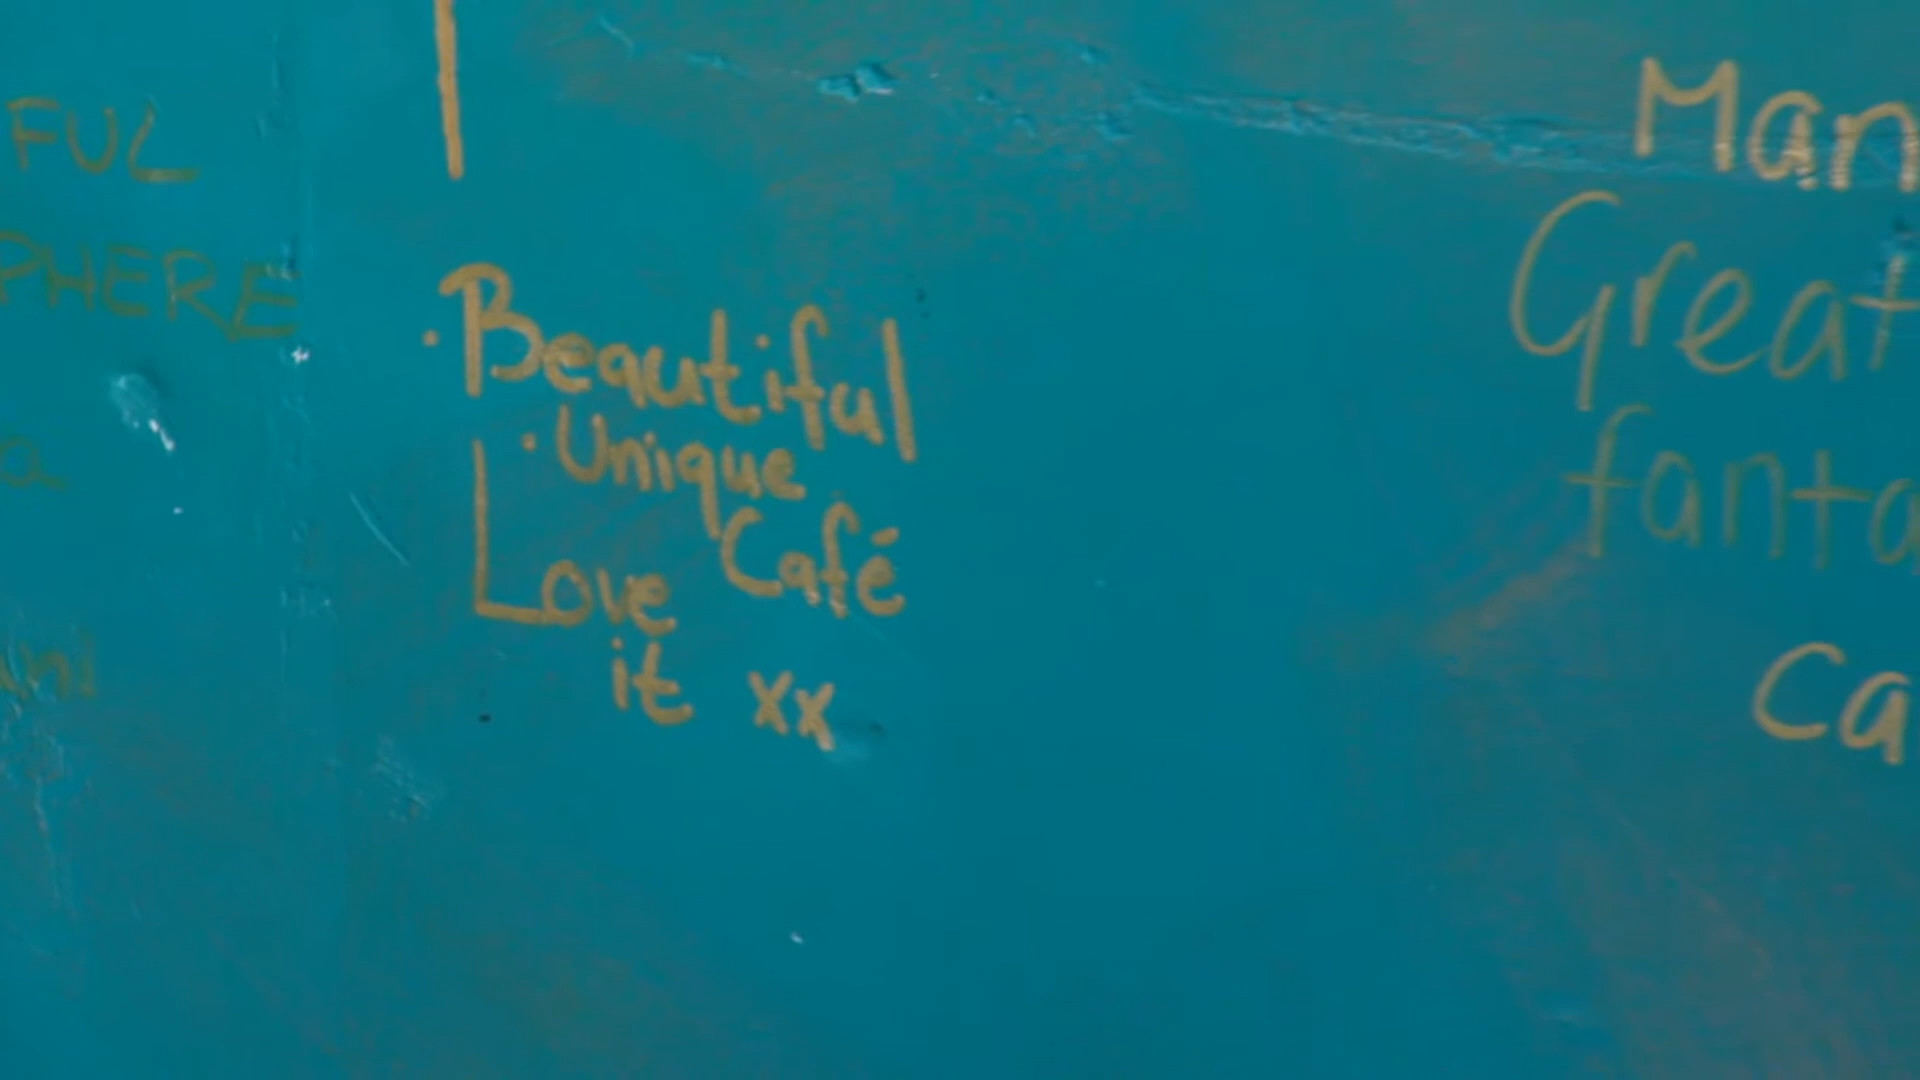 FUL
PHERE
a
· Beautiful
· Unique
Café
Love
it xx
Man
Great
fanta
ca